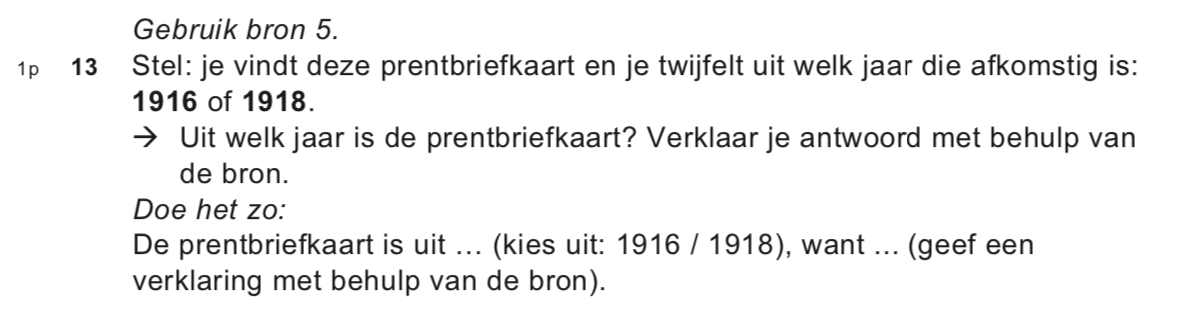 Gebruik bron 5.
1p 13 Stel: je vindt deze prentbriefkaart en je twijfelt uit welk jaar die afkomstig is:
1916 of 1918.
→ Uit welk jaar is de prentbriefkaart? Verklaar je antwoord met behulp van
de bron.
Doe het zo:
De prentbriefkaart is uit … (kies uit: 1916 / 1918), want … (geef een
verklaring met behulp van de bron).